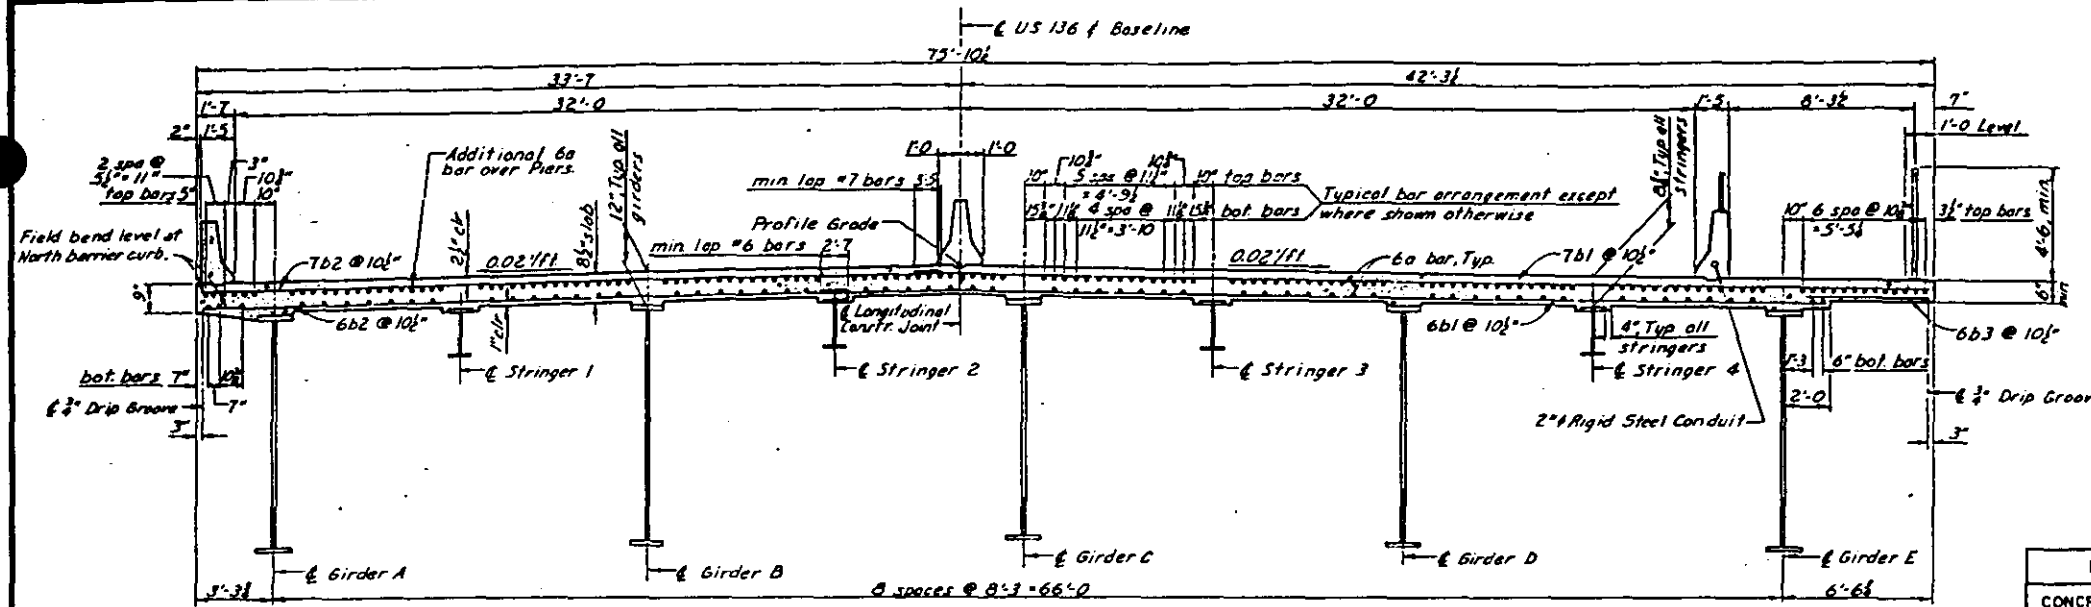 ℄ US 136 & Baseline
75'-10½
33'-7
42'-3½
1'-7
32'-0
32'-0
1'-5
8'-3½
7"
2"
1'-5
1'-0 Level
2 spa @
5½"=11"
top bars 5"
3"
10½"
10"
Additional 6a
bar over Piers.
12" Typ all
girders
1'-0
1'-0
min lap #7 bars
3'-5
10½"
10½"
10"
5 spa @ 11½"
= 4'-9½
10"
top bars
8½" Typ all
stringers
Typical bar arrangement except
where shown otherwise
4 spa @
11½"=3'-10
bot. bars
10"
6 spa @ 10½"
= 5'-5½
3½" top bars
4'-6 min
Field bend level at
North barrier curb.
Profile Grade
min lap #6 bars
2'-7
2½" clr
8½" slab
0.02'/ft
0.02'/ft
7b2 @ 10½"
6a bar, Typ.
7b1 @ 10½"
9"
6"
min
6b2 @ 10½"
1" clr
℄ Longitudinal
Constr. Joint
6b1 @ 10½"
4" Typ all
stringers
6b3 @ 10½"
℄ Stringer 1
℄ Stringer 2
℄ Stringer 3
℄ Stringer 4
1'-3
6" bot. bars
bot. bars 7"
7"
2'-0
℄ ¾" Drip Groove
℄ ¾" Drip Groov
3"
2"φ Rigid Steel Conduit
3"
℄ Girder A
℄ Girder B
℄ Girder C
℄ Girder D
℄ Girder E
3'-3½
8 spaces @ 8'-3=66'-0
6'-6½
CONCR